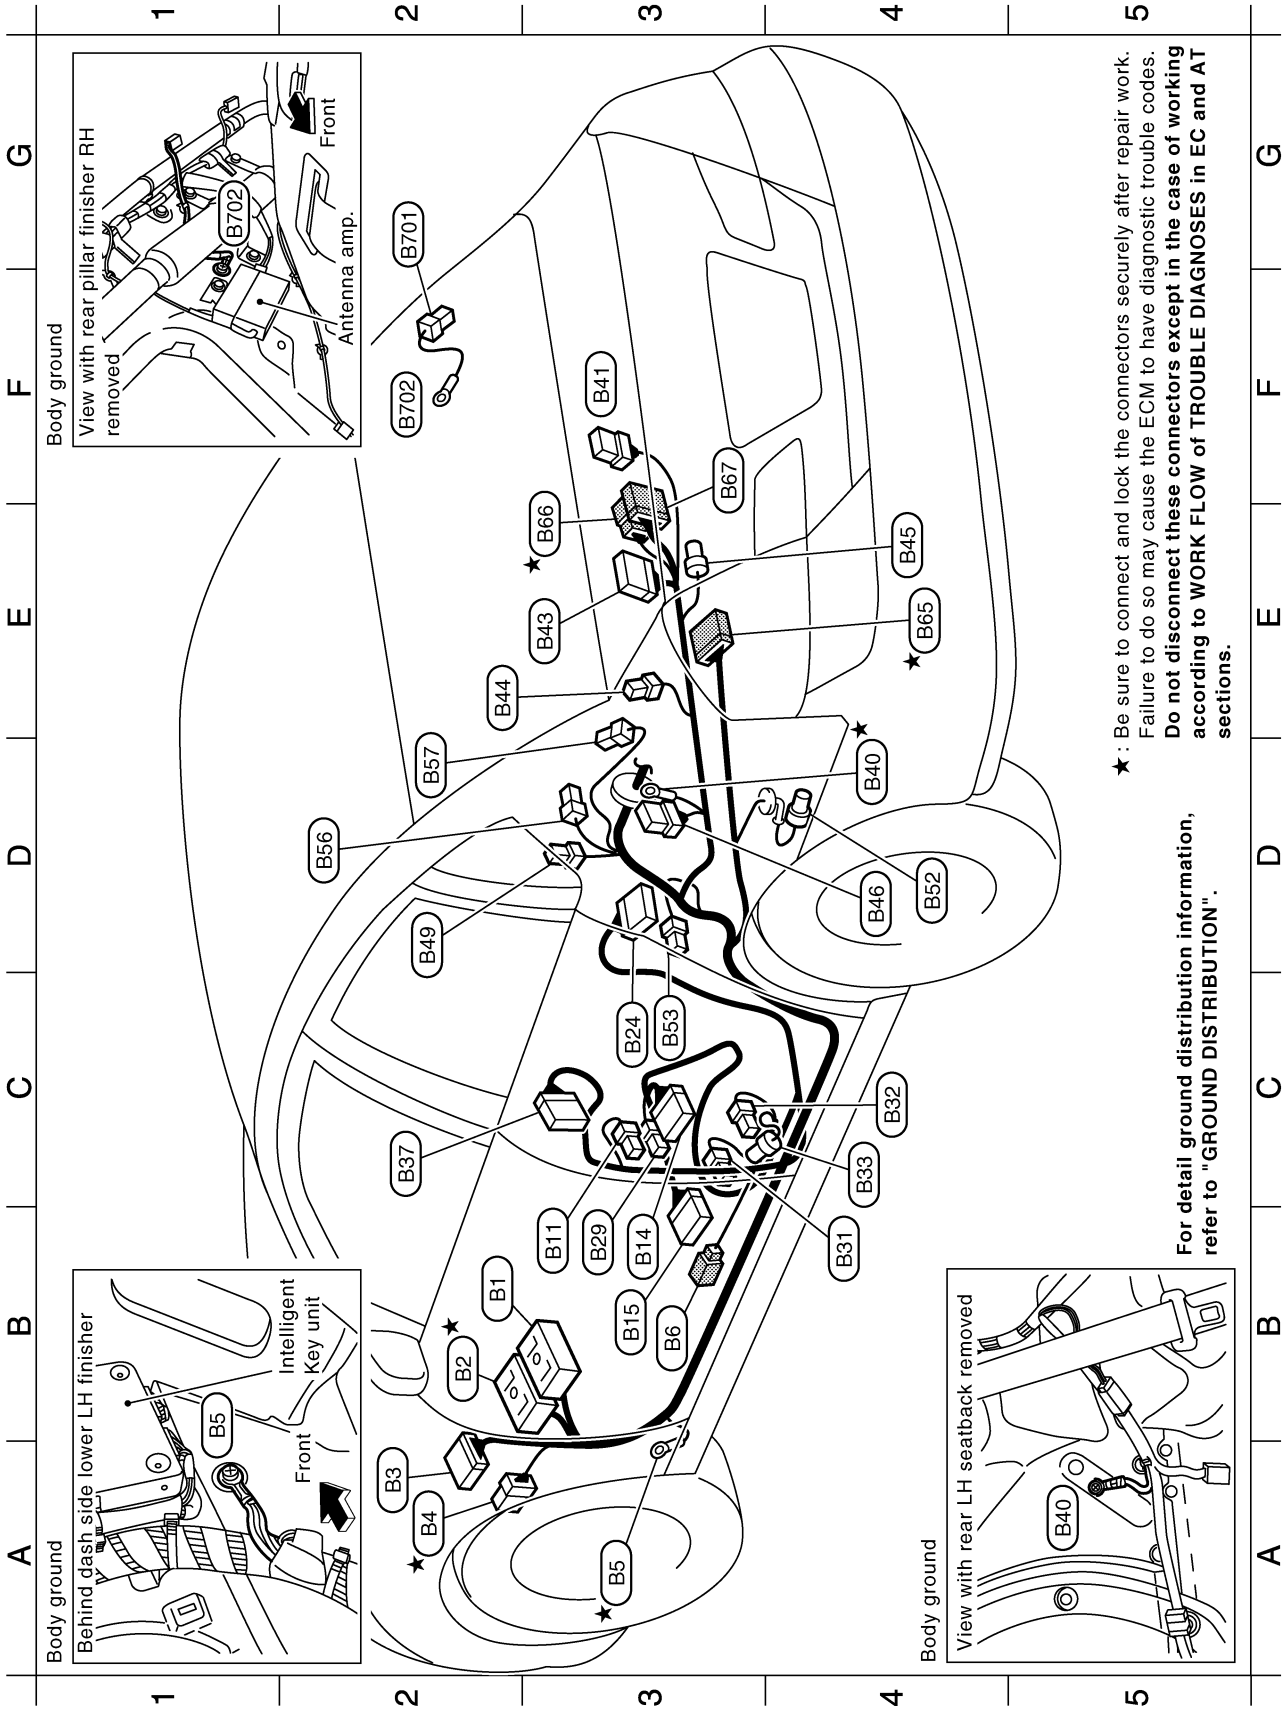 1
2
3
4
5
G
F
E
D
C
B
A
Body ground
Behind dash side lower LH finisher
B5
Intelligent
Key unit
Front
Body ground
View with rear pillar finisher RH
removed
B702
Antenna amp.
Front
B701
B702
B41
★
B66
B67
B43
B45
★
B65
B44
B57
★
B40
B56
B49
B46
B52
B24
B53
B37
B32
B33
B11
B29
B14
B31
B15
B6
B1
★
B2
B3
★
B4
★
B5
Body ground
View with rear LH seatback removed
B40
For detail ground distribution information,
refer to "GROUND DISTRIBUTION".
★ : Be sure to connect and lock the connectors securely after repair work.
Failure to do so may cause the ECM to have diagnostic trouble codes.
Do not disconnect these connectors except in the case of working
according to WORK FLOW of TROUBLE DIAGNOSES in EC and AT
sections.
1
2
3
4
5
A
B
C
D
E
F
G